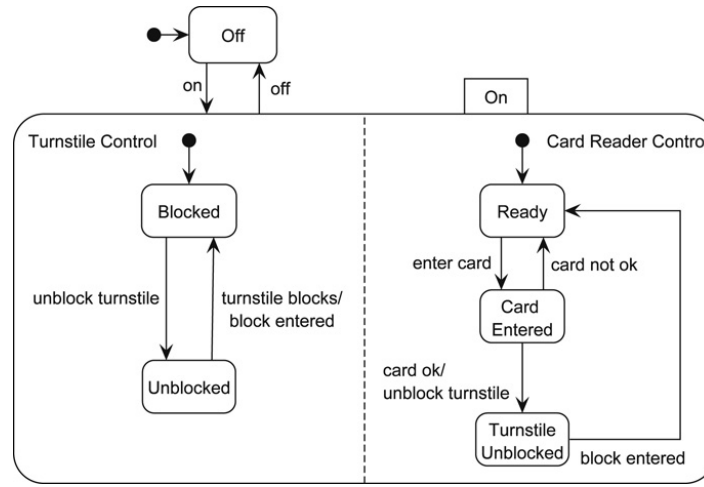 Off
on
off
On
Turnstile Control
Card Reader Control
Blocked
Ready
unblock turnstile
turnstile blocks/
block entered
enter card
card not ok
Card
Entered
Unblocked
card ok/
unblock turnstile
Turnstile
Unblocked
block entered